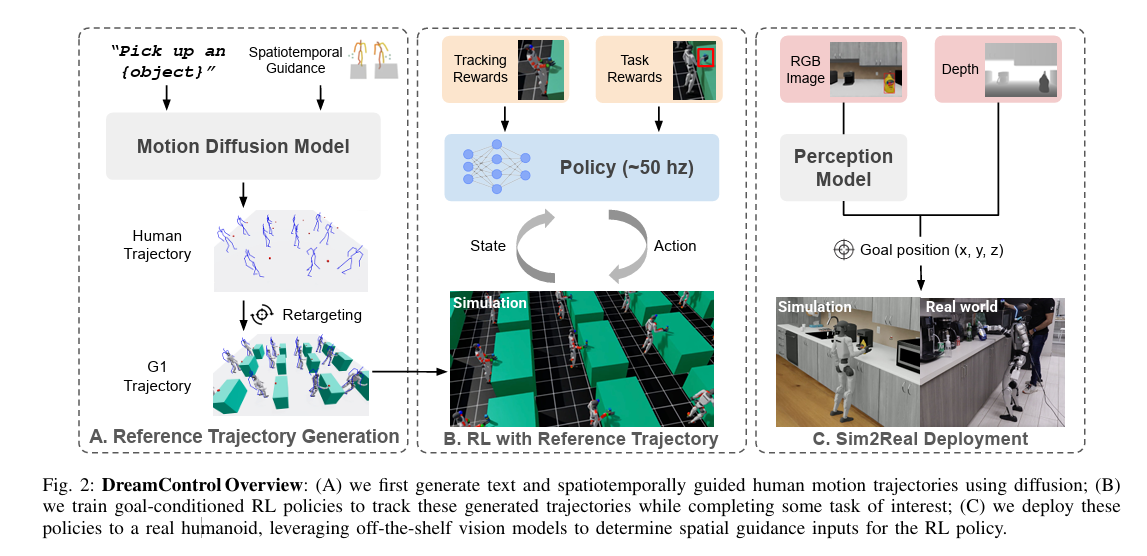 "Pick up an
{object}"
Spatiotemporal
Guidance
Motion Diffusion Model
Human
Trajectory
Retargeting
G1
Trajectory
A. Reference Trajectory Generation
Tracking
Rewards
Task
Rewards
Policy (~50 hz)
State
Action
Simulation
B. RL with Reference Trajectory
RGB
Image
Depth
Perception
Model
Goal position (x, y, z)
Simulation
Real world
C. Sim2Real Deployment
Fig. 2: DreamControl Overview: (A) we first generate text and spatiotemporally guided human motion trajectories using diffusion; (B)
we train goal-conditioned RL policies to track these generated trajectories while completing some task of interest; (C) we deploy these
policies to a real humanoid, leveraging off-the-shelf vision models to determine spatial guidance inputs for the RL policy.